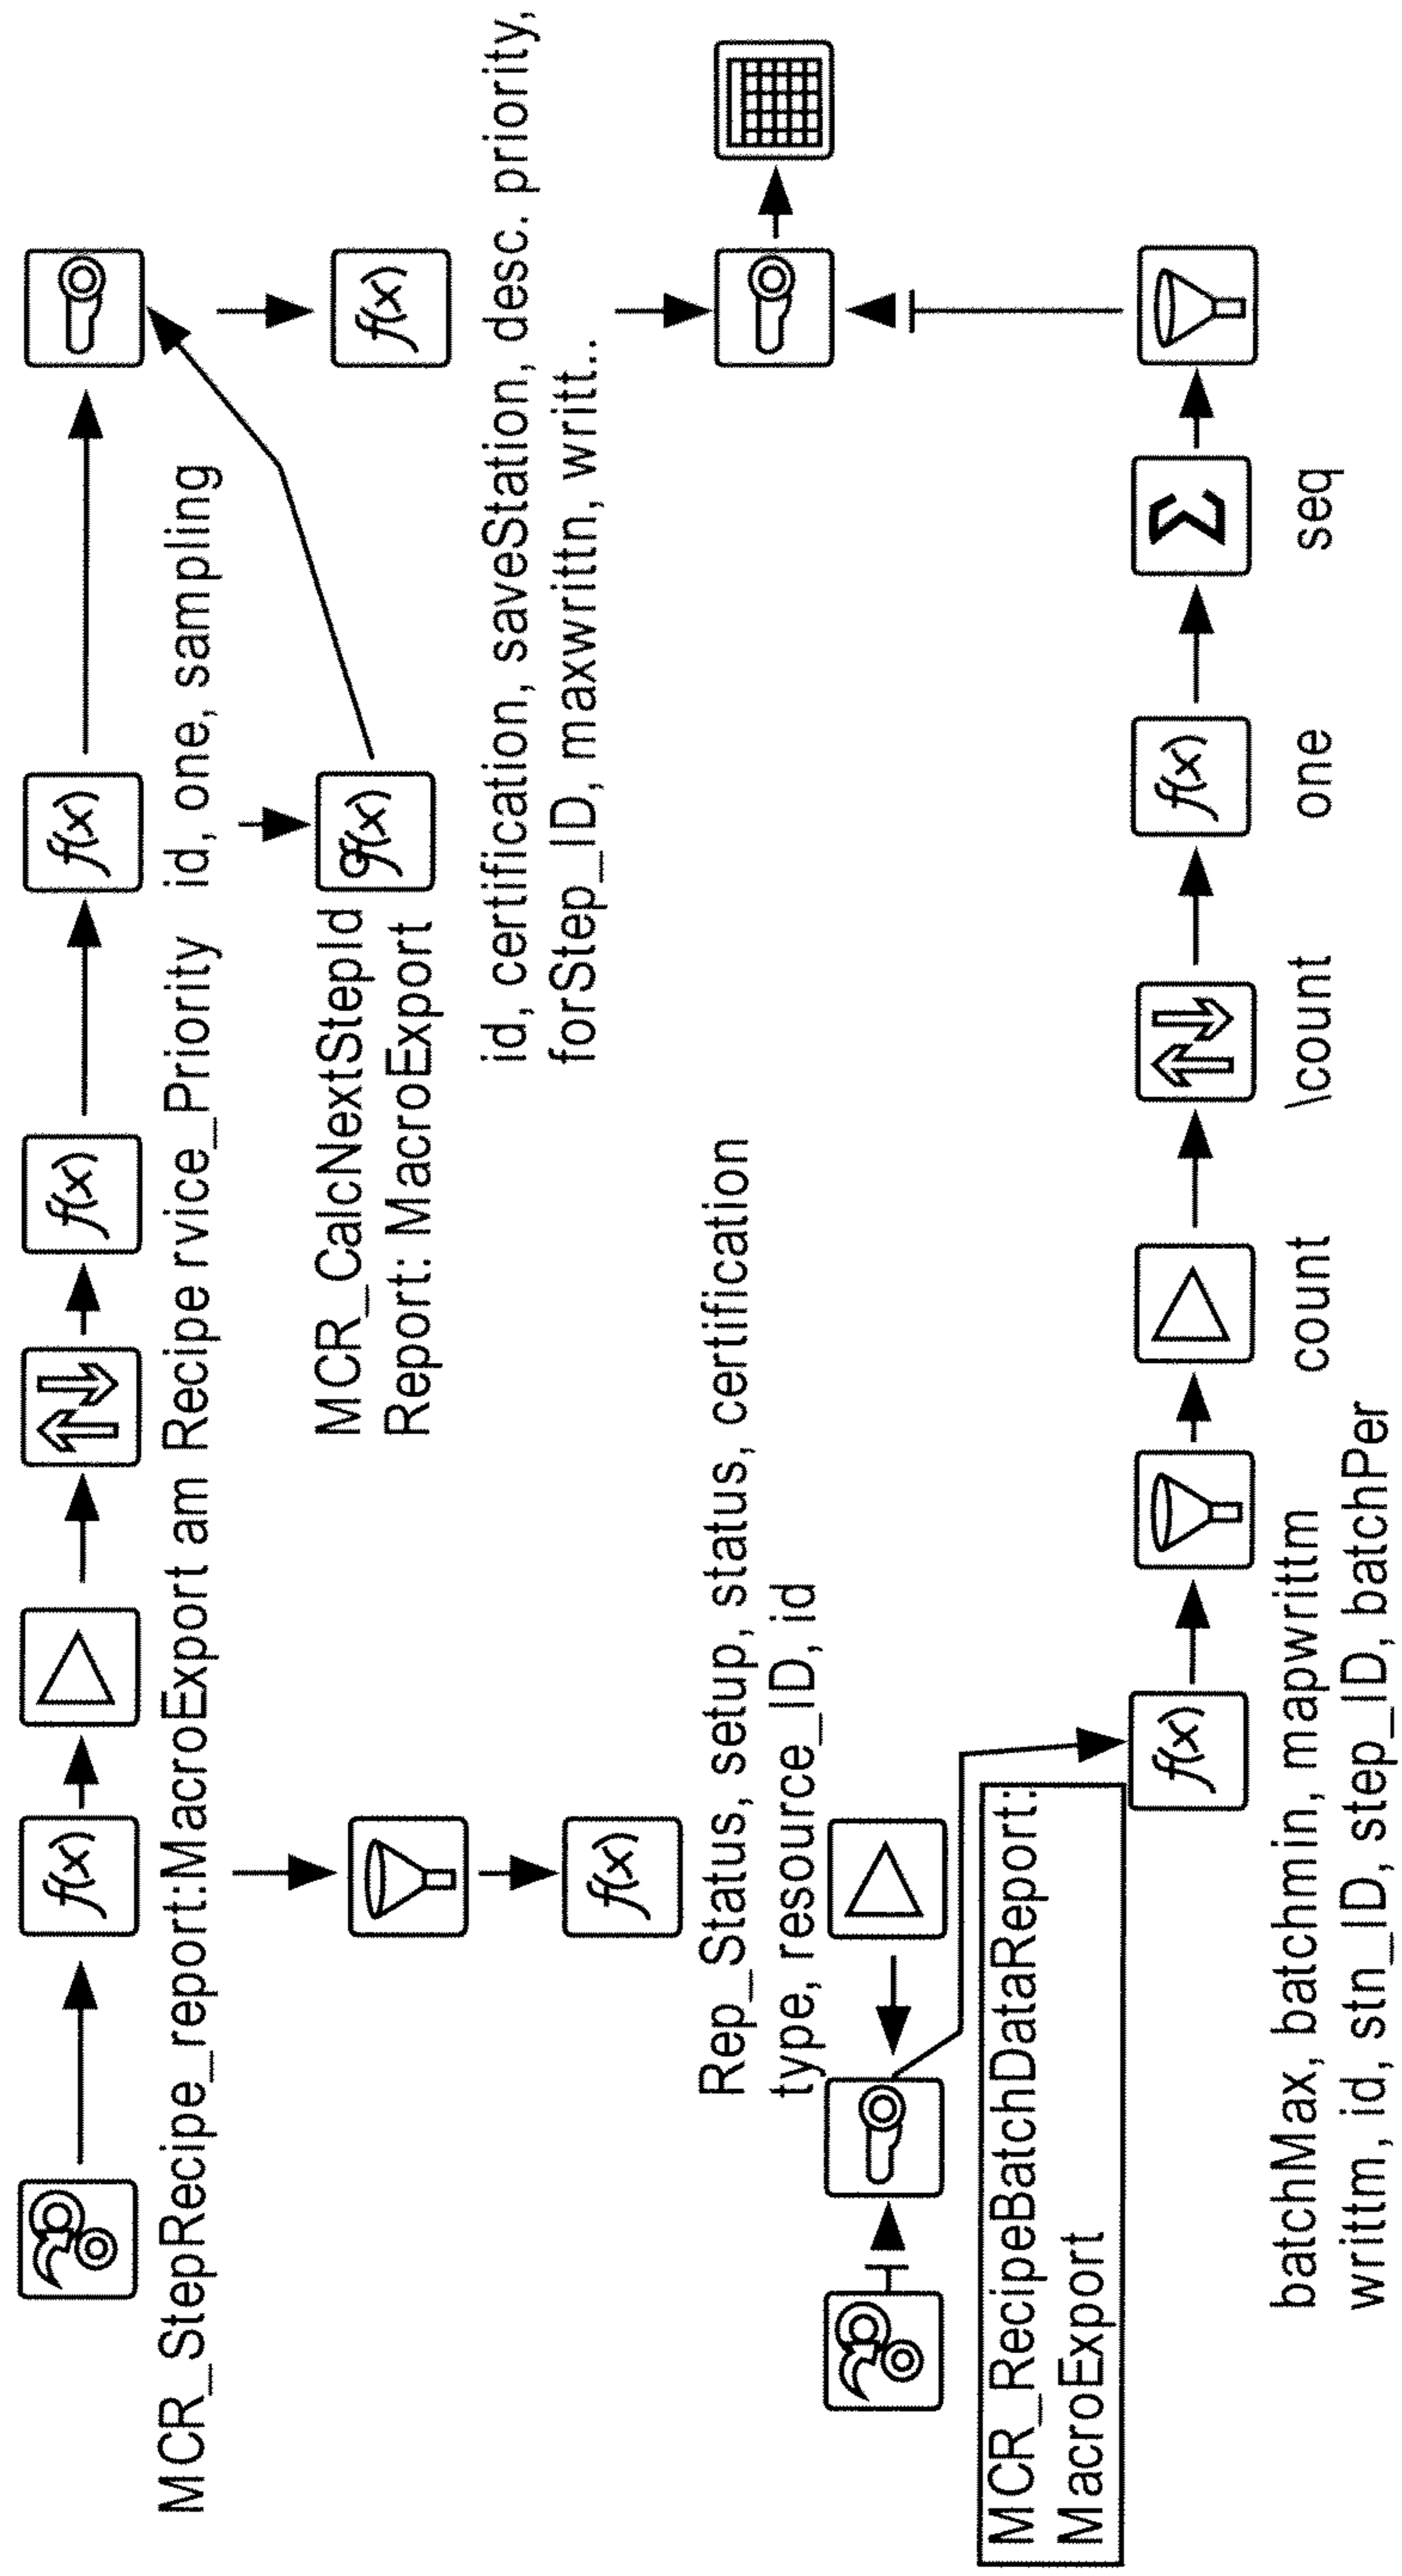 MCR_StepRecipe_report:MacroExport am Recipe rvice_Priority id, one, sampling
f(x)
f(x)
f(x)
MCR_CalcNextStepId
Report: MacroExport
f(x)
f(x)
id, certification, saveStation, desc. priority,
forStep_ID, maxwrittn, writt..
f(x)
Rep_Status, setup, status, certification
type, resource_ID, id
MCR_RecipeBatchDataReport:
MacroExport
f(x)
f(x)
Σ
batchMax, batchmin, mapwrittm
writtm, id, stn_ID, step_ID, batchPer
count
\count
one
seq